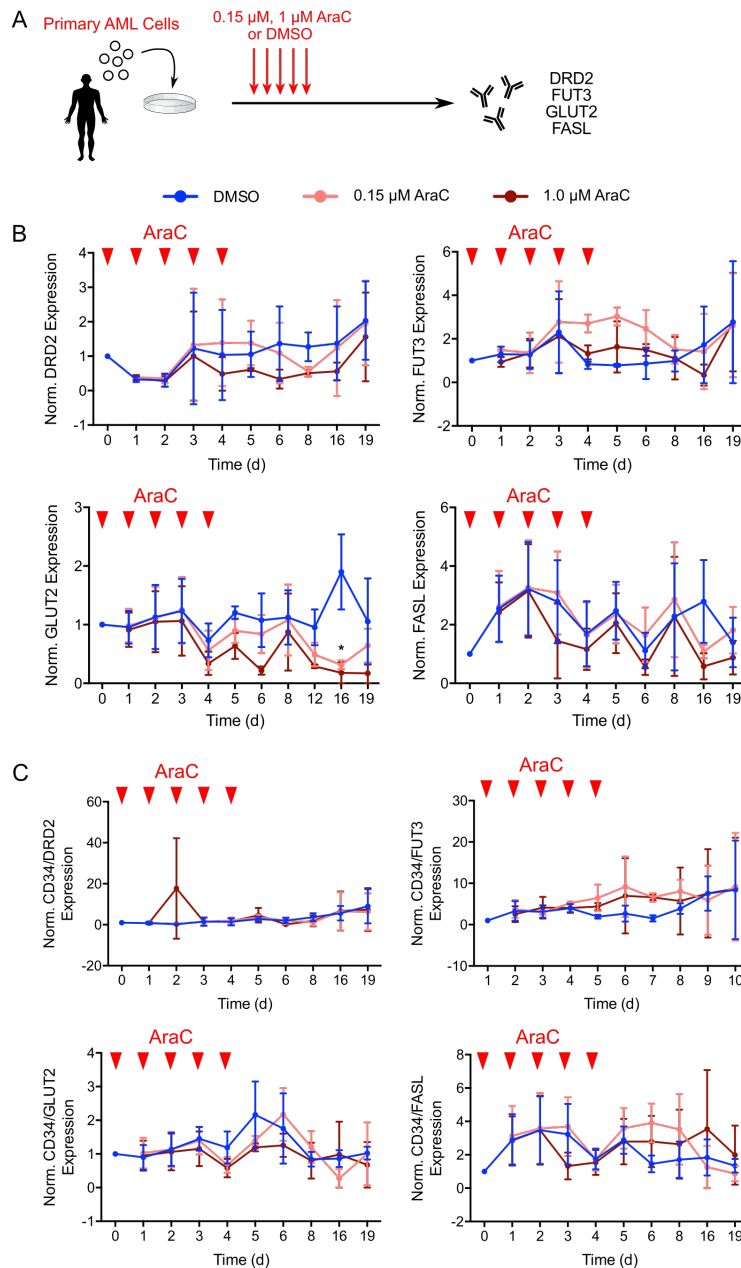 A
Primary AML Cells
0.15 µM, 1 µM AraC
or DMSO
DRD2
FUT3
GLUT2
FASL
DMSO
0.15 µM AraC
1.0 µM AraC
B
AraC
Norm. DRD2 Expression
4
3
2
1
0
-1
0 1 2 3 4 5 6 8 16 19
Time (d)
AraC
Norm. FUT3 Expression
6
4
2
0
-2
0 1 2 3 4 5 6 8 16 19
Time (d)
AraC
Norm. GLUT2 Expression
3
2
1
0
*
0 1 2 3 4 5 6 8 12 16 19
Time (d)
AraC
Norm. FASL Expression
6
4
2
0
0 1 2 3 4 5 6 8 16 19
Time (d)
C
AraC
Norm. CD34/DRD2
Expression
60
40
20
0
-20
0 1 2 3 4 5 6 8 16 19
Time (d)
AraC
Norm. CD34/FUT3
Expression
30
20
10
0
-10
1 2 3 4 5 6 7 8 9 10
Time (d)
AraC
Norm. CD34/GLUT2
Expression
4
3
2
1
0
-1
0 1 2 3 4 5 6 8 16 19
Time (d)
AraC
Norm. CD34/FASL
Expression
8
6
4
2
0
-2
0 1 2 3 4 5 6 8 16 19
Time (d)